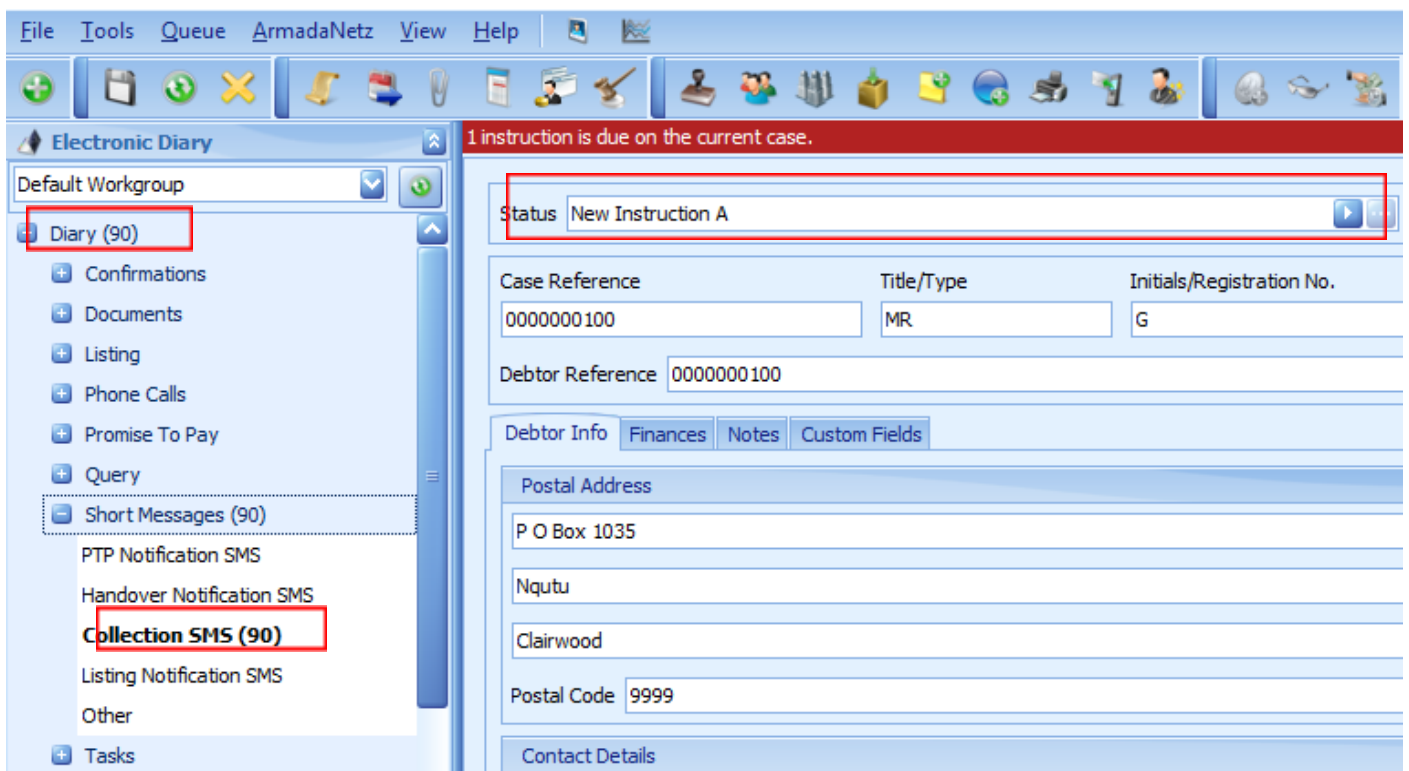 File Tools Queue ArmadaNetz View Help
Electronic Diary
Default Workgroup
Diary (90)
Confirmations
Documents
Listing
Phone Calls
Promise To Pay
Query
Short Messages (90)
PTP Notification SMS
Handover Notification SMS
Collection SMS (90)
Listing Notification SMS
Other
Tasks
1 instruction is due on the current case.
Status New Instruction A
Case Reference Title/Type Initials/Registration No.
0000000100 MR G
Debtor Reference 0000000100
Debtor Info Finances Notes Custom Fields
Postal Address
P O Box 1035
Nqutu
Clairwood
Postal Code 9999
Contact Details